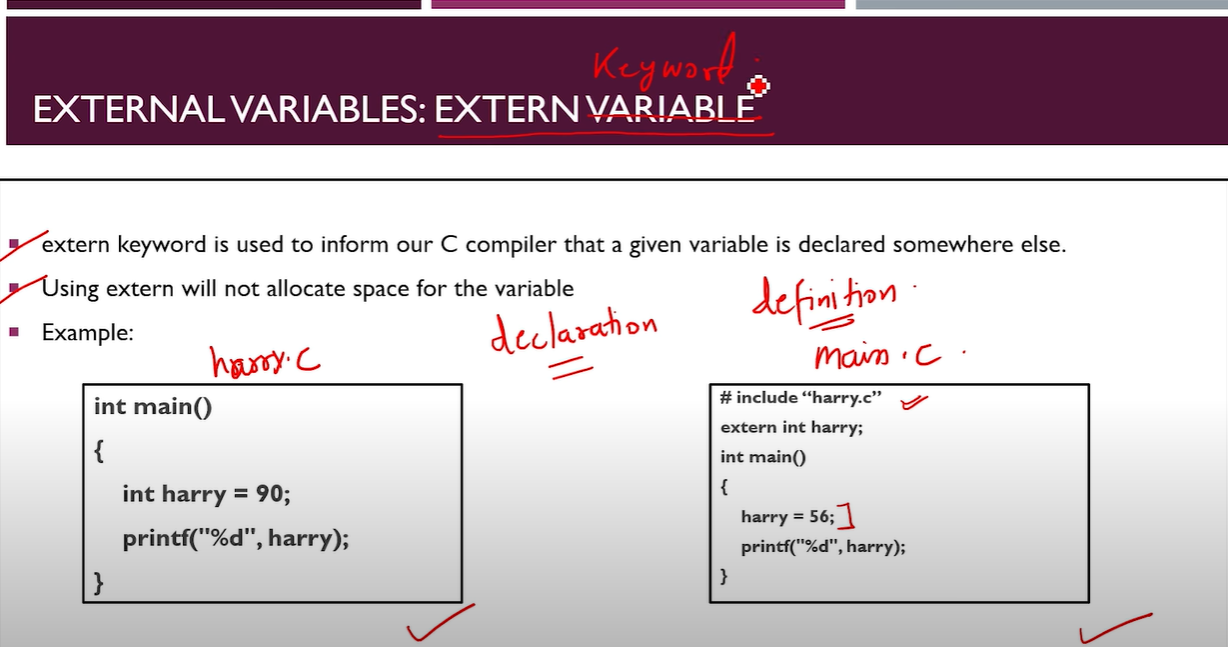 Keyword.
EXTERNAL VARIABLES: EXTERN VARIABLE
extern keyword is used to inform our C compiler that a given variable is declared somewhere else.
Using extern will not allocate space for the variable
Example:
declaration
definition.
harry.C
int main()
{
int harry = 90;
printf("%d", harry);
}
main.C.
# include “harry.c”
extern int harry;
int main()
{
harry = 56;
printf("%d", harry);
}